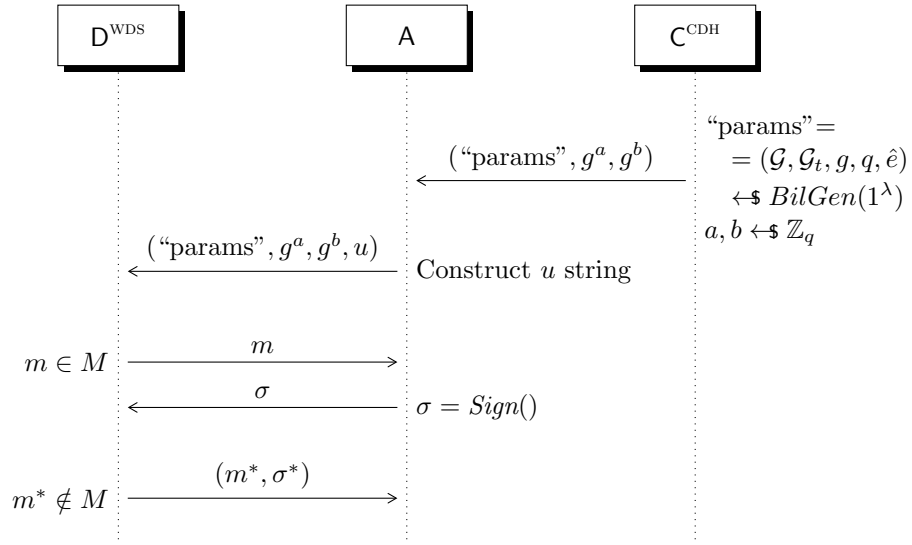 D^WDS A C^CDH
“params”=
= (𝒢, 𝒢_t, g, q, ê)
←$ BilGen(1^λ)
a, b ←$ ℤ_q
(“params”, g^a, g^b)
(“params”, g^a, g^b, u)
Construct u string
m ∈ M
m
σ
σ = Sign()
m* ∉ M
(m*, σ*)